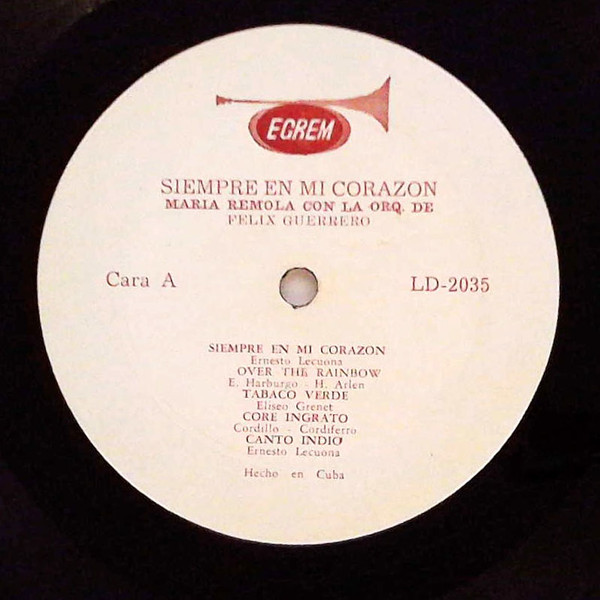 EGREM
SIEMPRE EN MI CORAZON
MARIA REMOLA CON LA ORQ. DE
FELIX GUERRERO
Cara A
LD-2035
SIEMPRE EN MI CORAZON
Ernesto Lecuona
OVER THE RAINBOW
E. Harburgo - H. Arlen
TABACO VERDE
Eliseo Grenet
CORE INGRATO
Cordillo - Cordiferro
CANTO INDIO
Ernesto Lecuona
Hecho en Cuba